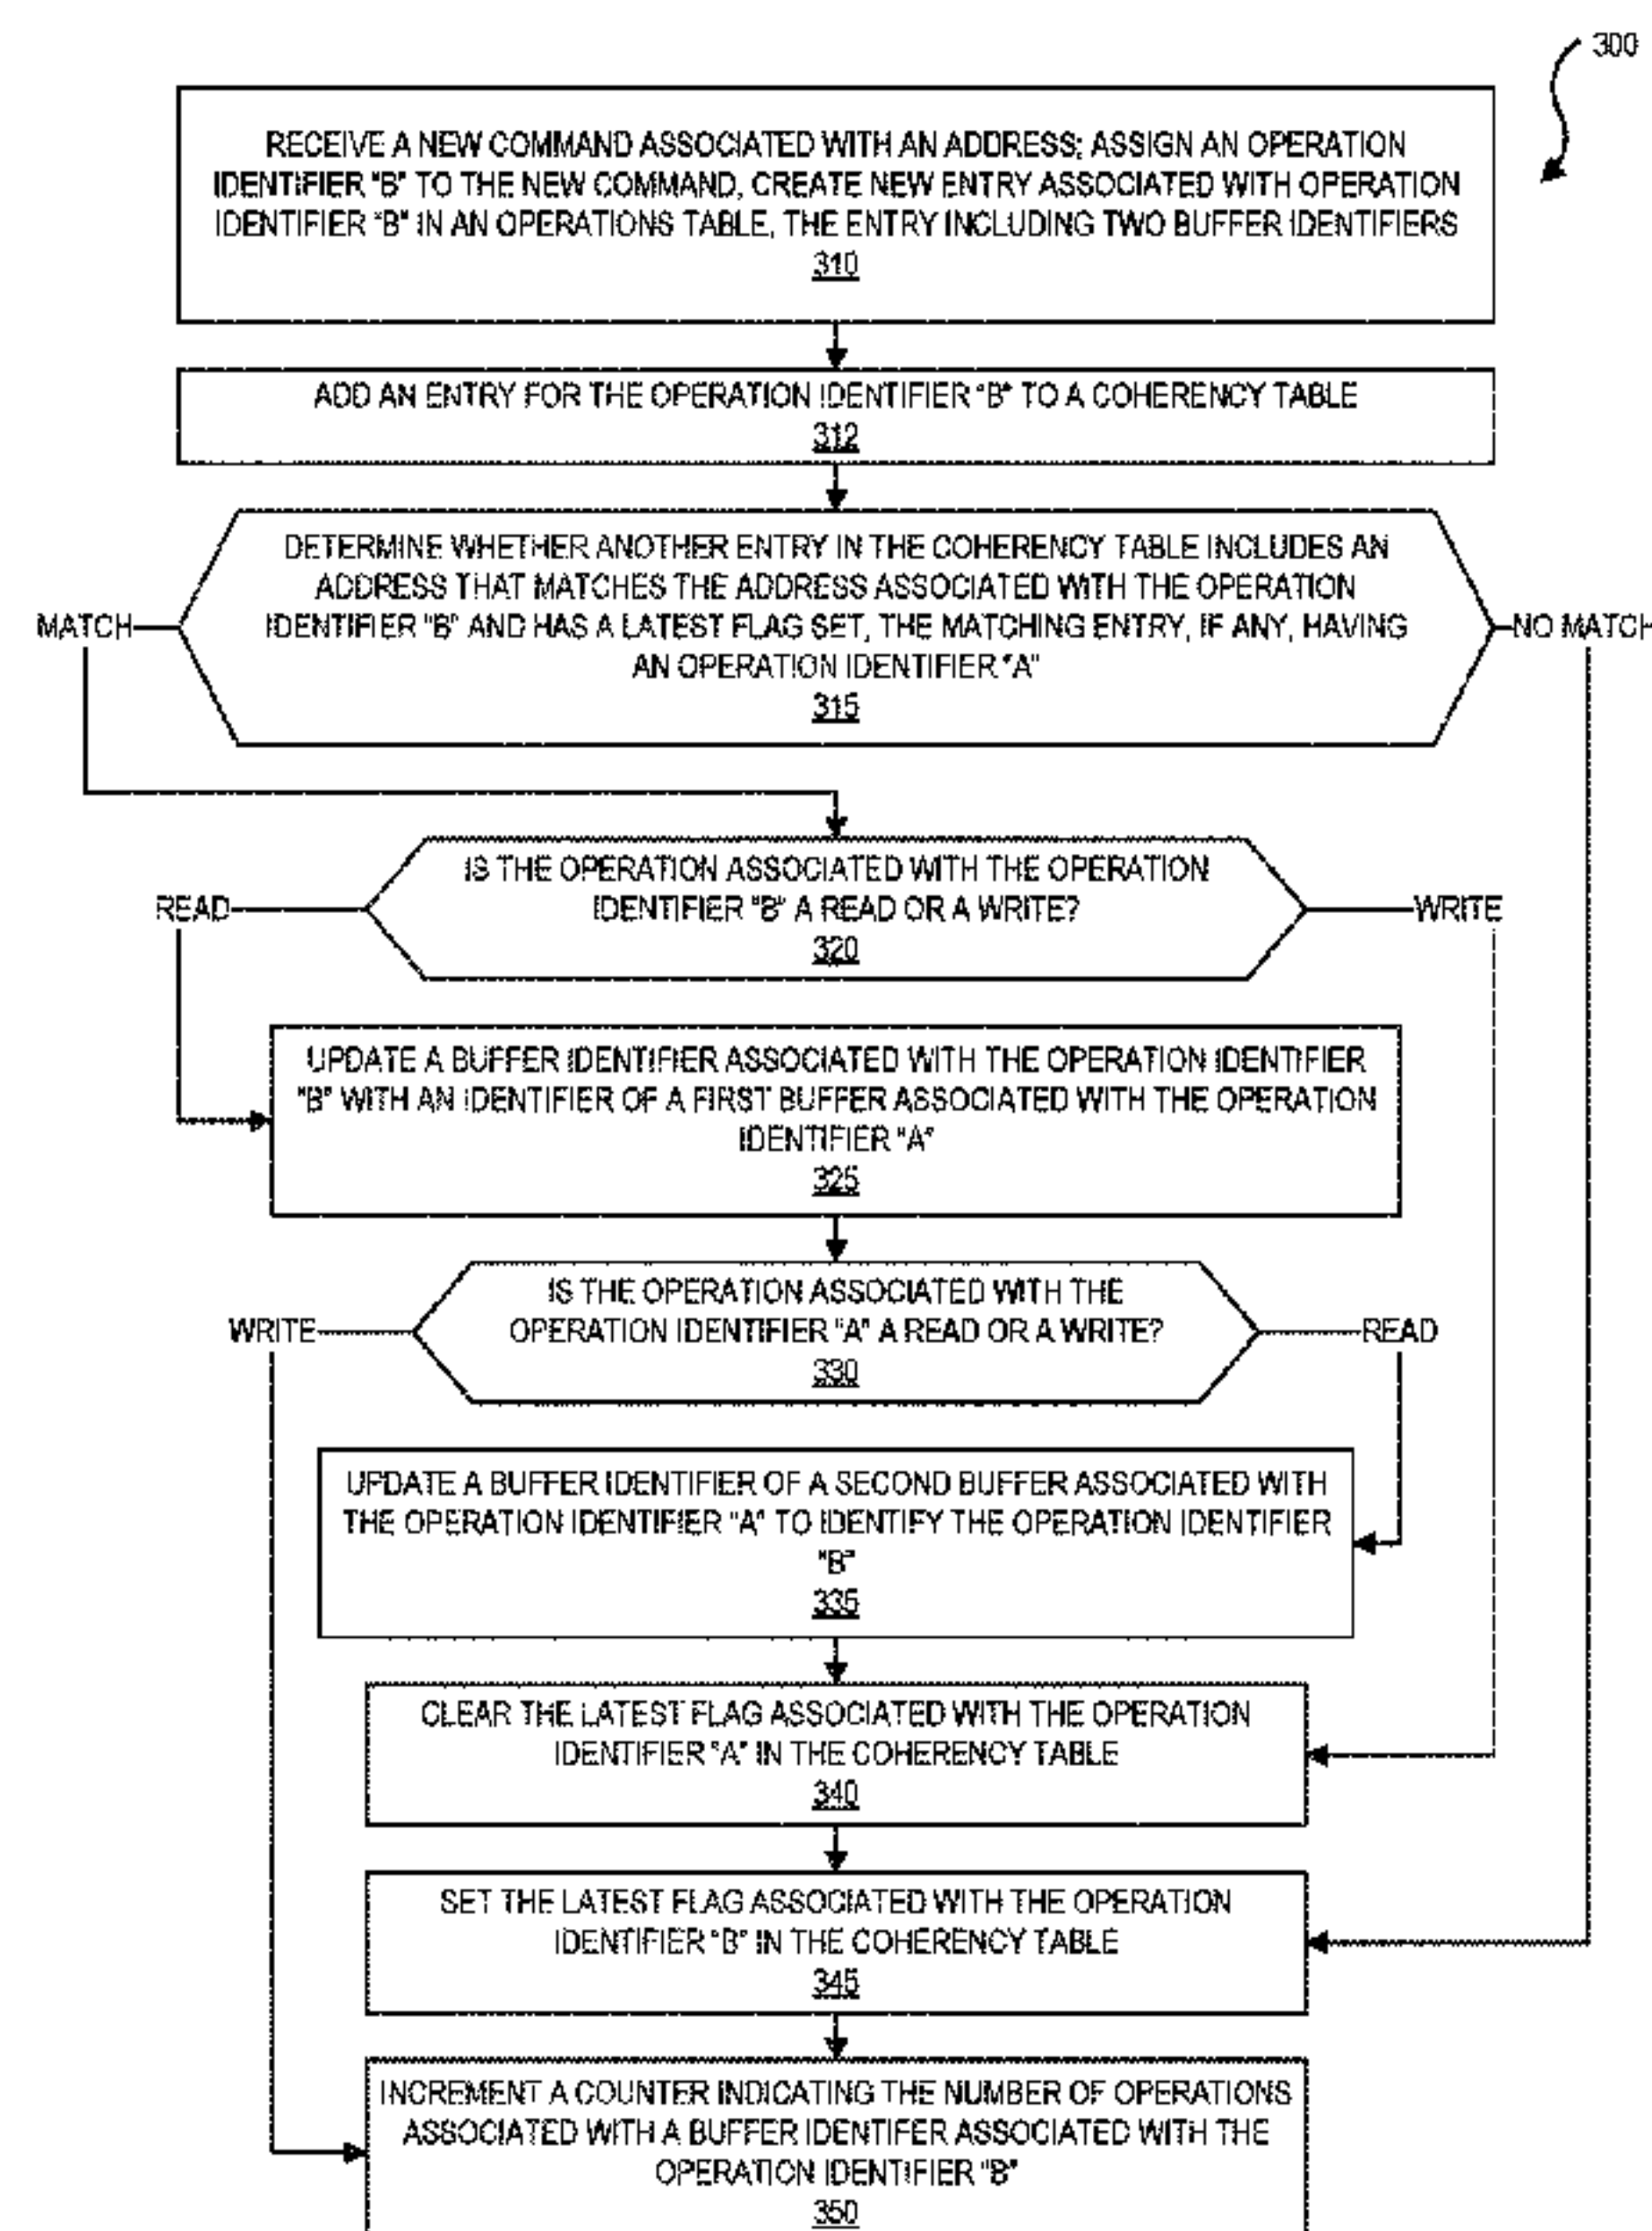 300
RECEIVE A NEW COMMAND ASSOCIATED WITH AN ADDRESS; ASSIGN AN OPERATION
IDENTIFIER "B" TO THE NEW COMMAND, CREATE NEW ENTRY ASSOCIATED WITH OPERATION
IDENTIFIER "B" IN AN OPERATIONS TABLE, THE ENTRY INCLUDING TWO BUFFER IDENTIFIERS
310
ADD AN ENTRY FOR THE OPERATION IDENTIFIER "B" TO A COHERENCY TABLE
312
DETERMINE WHETHER ANOTHER ENTRY IN THE COHERENCY TABLE INCLUDES AN
ADDRESS THAT MATCHES THE ADDRESS ASSOCIATED WITH THE OPERATION
MATCH
IDENTIFIER "B" AND HAS A LATEST FLAG SET, THE MATCHING ENTRY, IF ANY, HAVING
NO MATCH
AN OPERATION IDENTIFIER "A"
315
IS THE OPERATION ASSOCIATED WITH THE OPERATION
READ
IDENTIFIER "B" A READ OR A WRITE?
WRITE
320
UPDATE A BUFFER IDENTIFIER ASSOCIATED WITH THE OPERATION IDENTIFIER
"B" WITH AN IDENTIFIER OF A FIRST BUFFER ASSOCIATED WITH THE OPERATION
IDENTIFIER "A"
325
IS THE OPERATION ASSOCIATED WITH THE
WRITE
OPERATION IDENTIFIER "A" A READ OR A WRITE?
READ
330
UPDATE A BUFFER IDENTIFIER OF A SECOND BUFFER ASSOCIATED WITH
THE OPERATION IDENTIFIER "A" TO IDENTIFY THE OPERATION IDENTIFIER
"B"
335
CLEAR THE LATEST FLAG ASSOCIATED WITH THE OPERATION
IDENTIFIER "A" IN THE COHERENCY TABLE
340
SET THE LATEST FLAG ASSOCIATED WITH THE OPERATION
IDENTIFIER "B" IN THE COHERENCY TABLE
345
INCREMENT A COUNTER INDICATING THE NUMBER OF OPERATIONS
ASSOCIATED WITH A BUFFER IDENTIFER ASSOCIATED WITH THE
OPERATION IDENTIFIER "B"
350